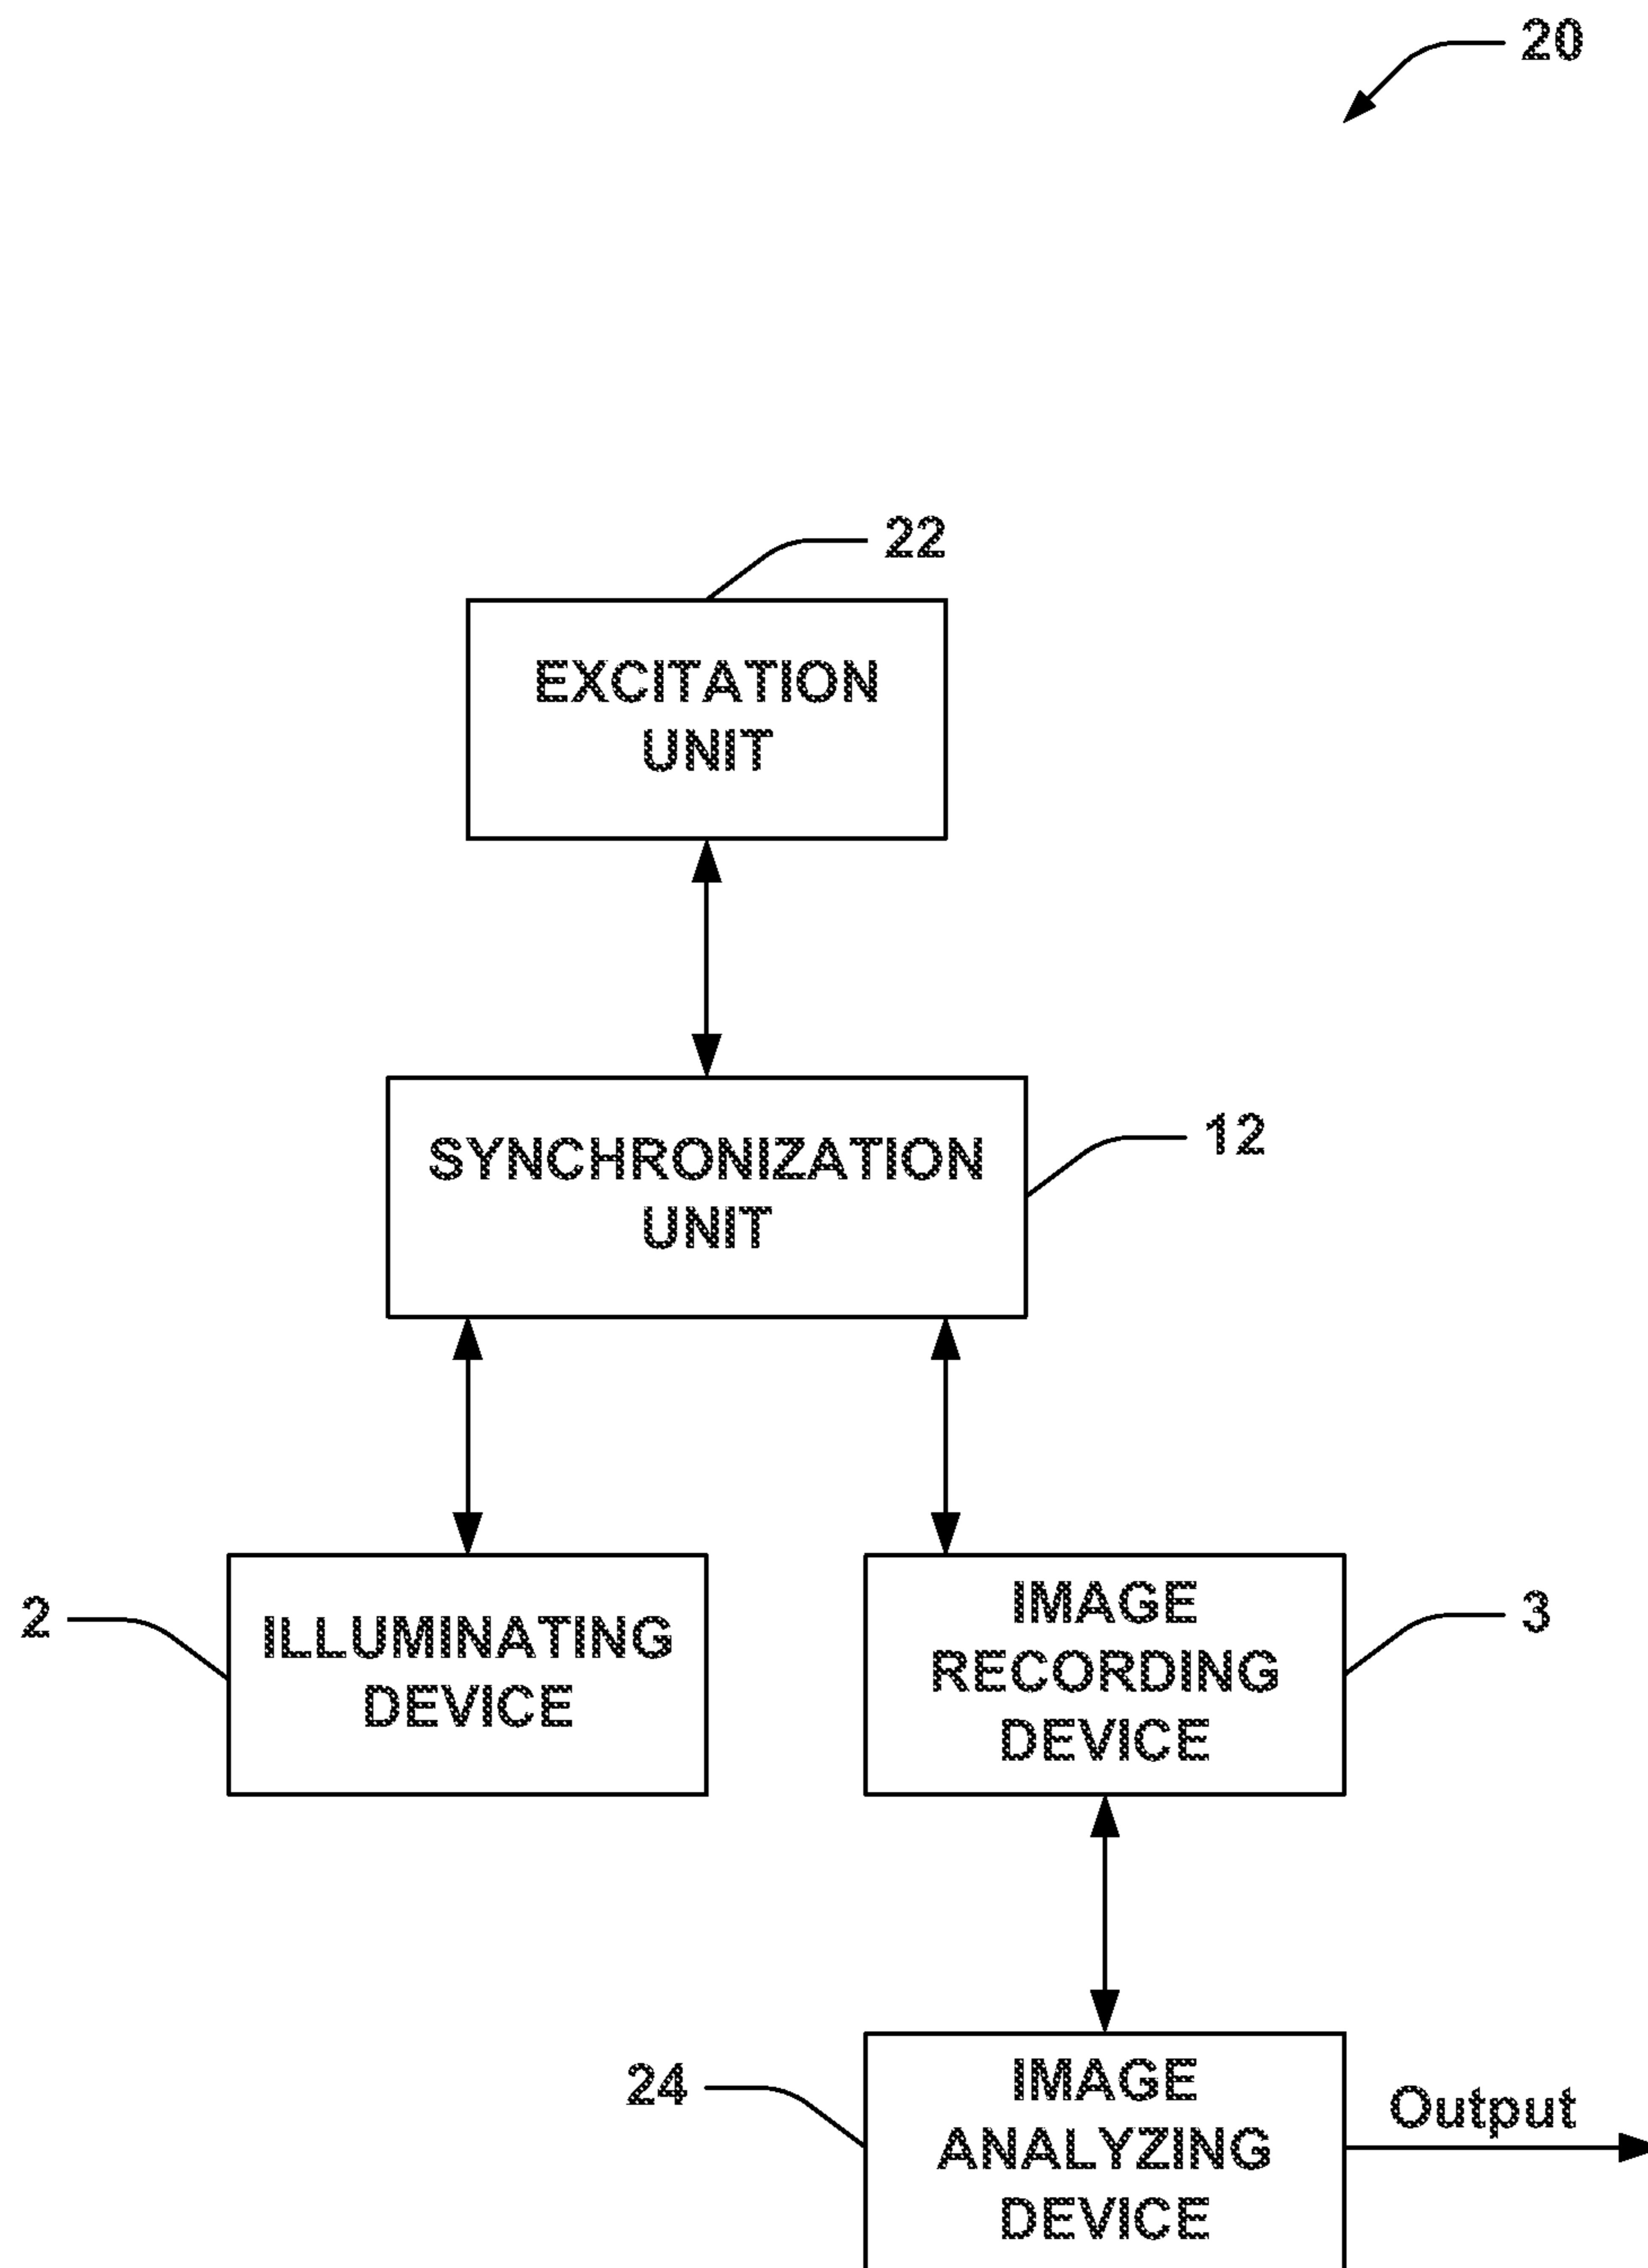 20
22
EXCITATION
UNIT
SYNCHRONIZATION
UNIT
12
2
ILLUMINATING
DEVICE
IMAGE
RECORDING
DEVICE
3
24
IMAGE
ANALYZING
DEVICE
Output